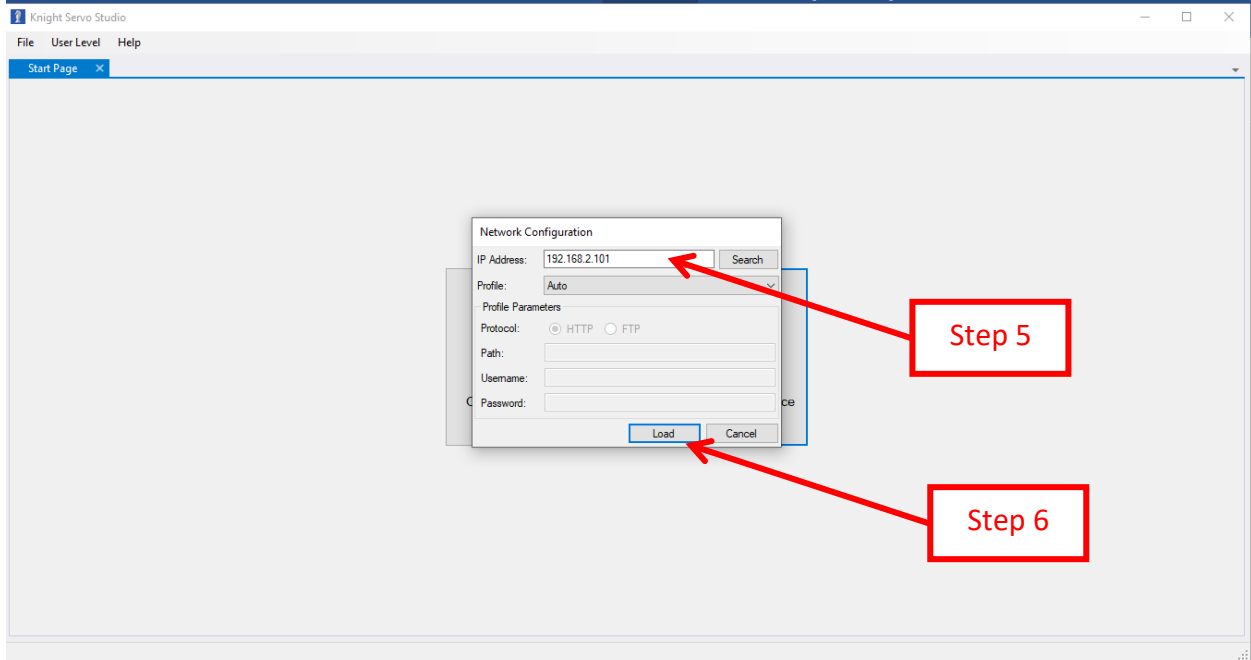 Knight Servo Studio
File User Level Help
Start Page
Network Configuration
IP Address: 192.168.2.101 Search
Profile: Auto
Profile Parameters
Protocol: HTTP FTP
Path:
Username:
Password:
Load Cancel
Step 5
Step 6